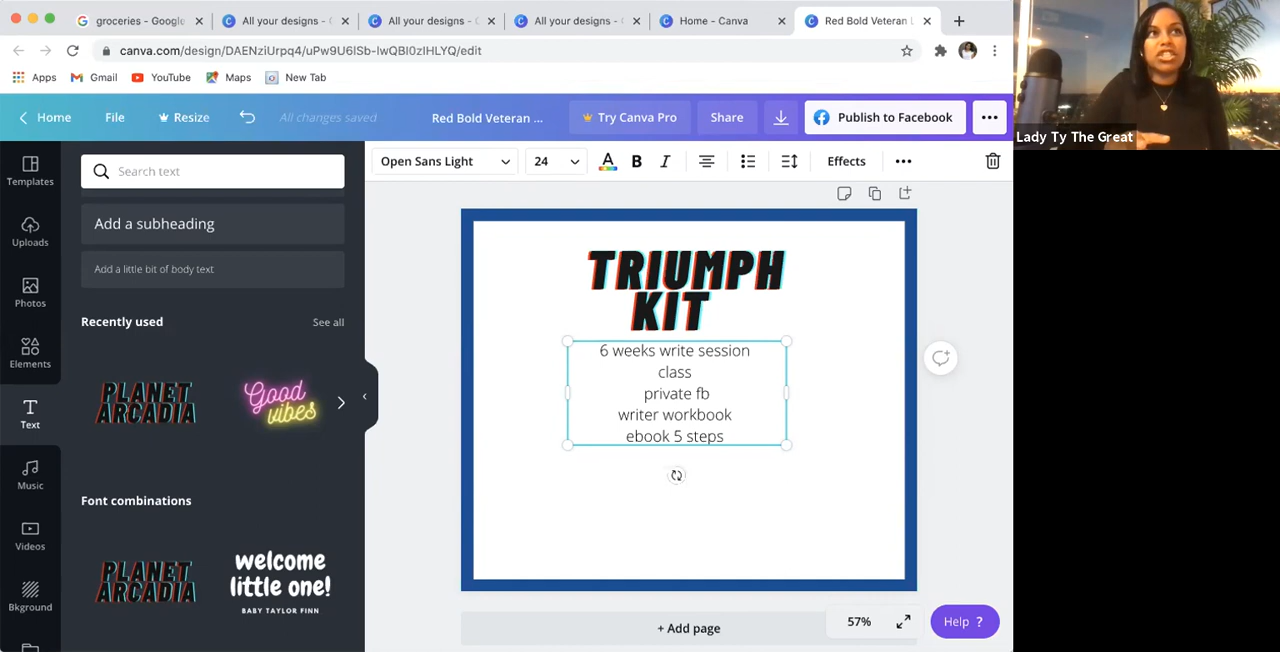 groceries - Google
All your designs - C
All your designs - C
All your designs - C
Home - Canva
Red Bold Veteran L
canva.com/design/DAENziUrpq4/uPw9U6lSb-lwQBI0zIHLYQ/edit
Apps
Gmail
YouTube
Maps
New Tab
Home
File
Resize
All changes saved
Red Bold Veteran ...
Try Canva Pro
Share
Publish to Facebook
Lady Ty The Great
Templates
Uploads
Photos
Elements
Text
Music
Videos
Bkground
Search text
Add a subheading
Add a little bit of body text
Recently used
See all
PLANET
ARCADIA
Good
vibes
Font combinations
PLANET
ARCADIA
welcome
little one!
BABY TAYLOR FINN
Open Sans Light
24
A
B
I
Effects
TRIUMPH
KIT
6 weeks write session
class
private fb
writer workbook
ebook 5 steps
+ Add page
57%
Help ?